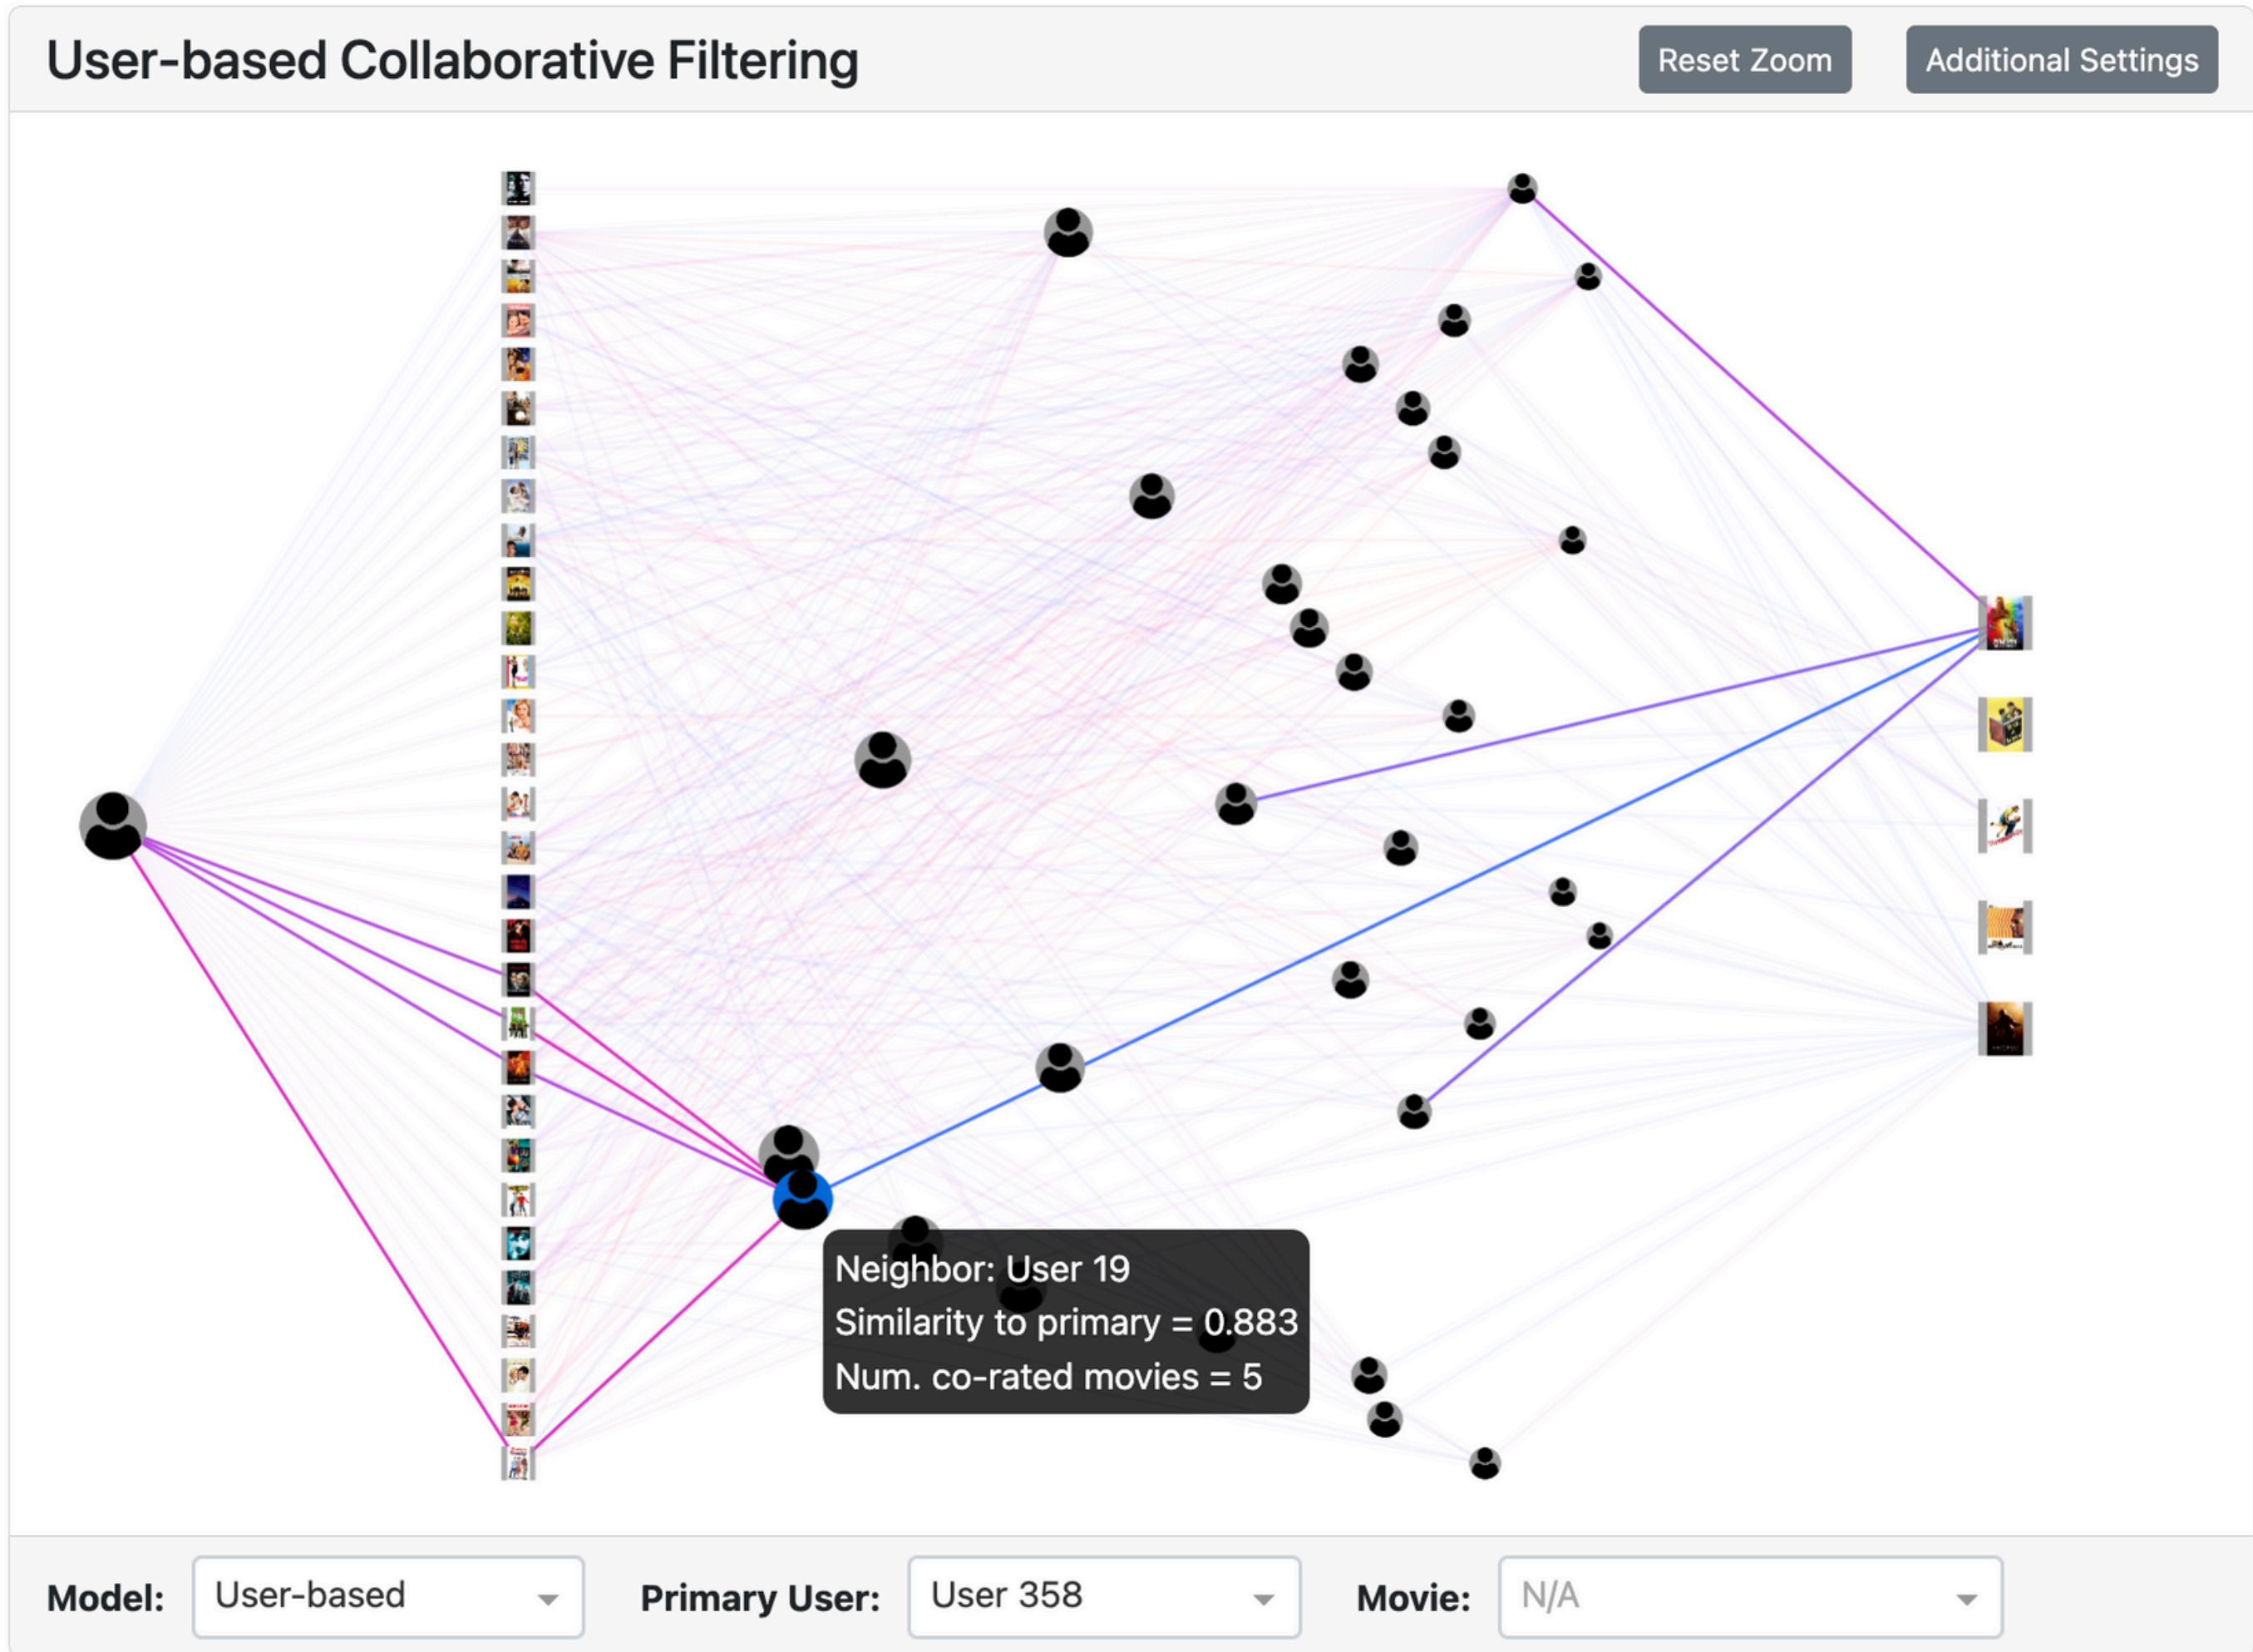 User-based Collaborative Filtering
Reset Zoom
Additional Settings
Neighbor: User 19
Similarity to primary = 0.883
Num. co-rated movies = 5
Model:
User-based
Primary User:
User 358
Movie:
N/A